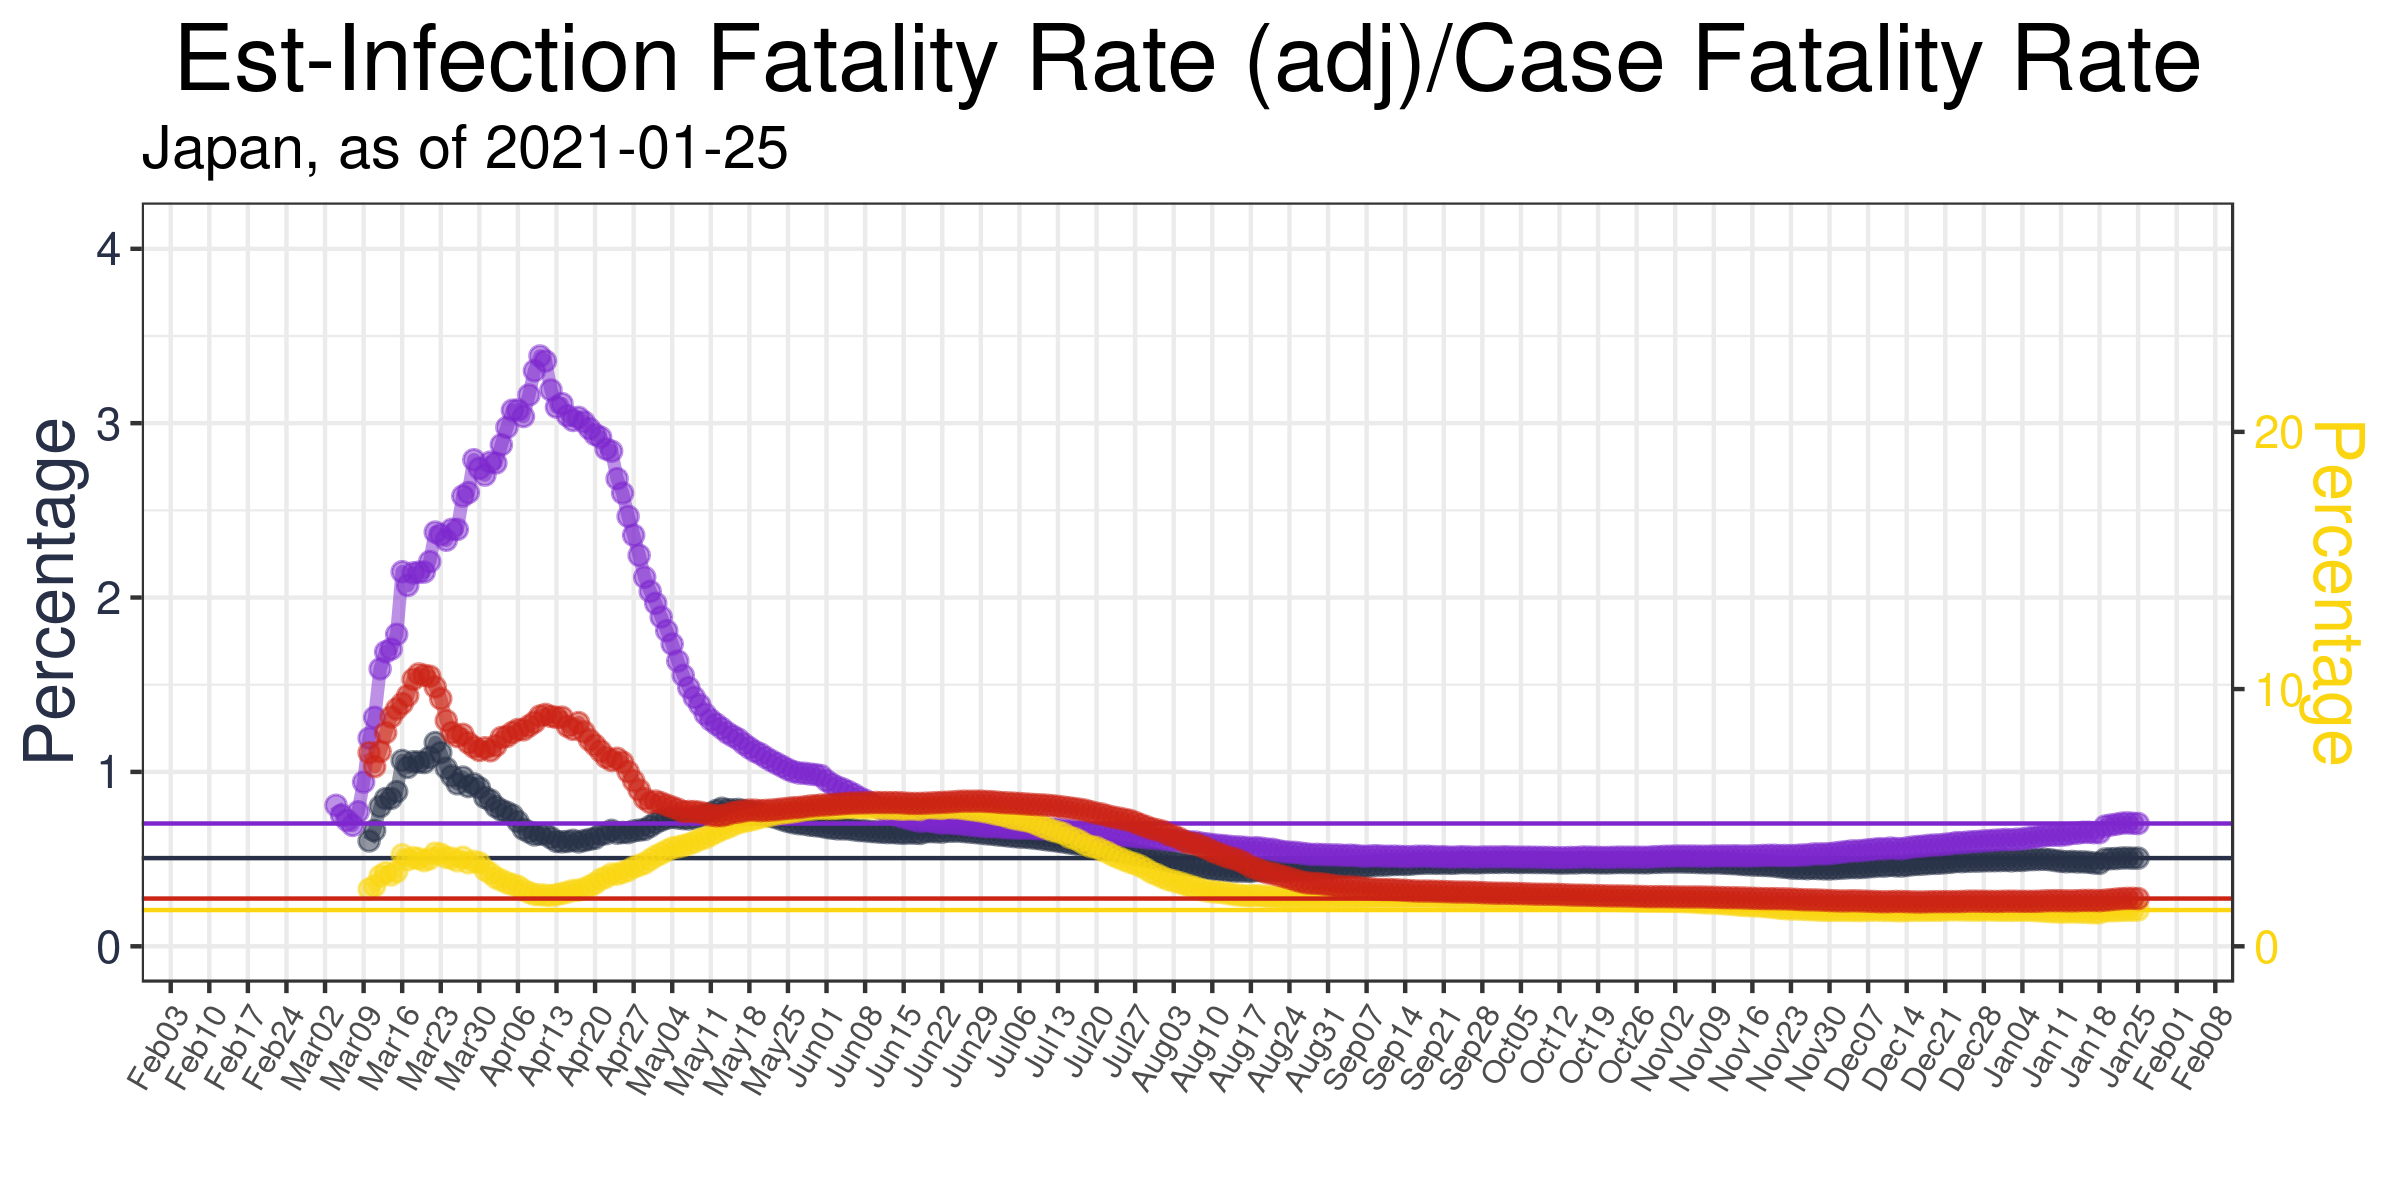 Est-Infection Fatality Rate (adj)/Case Fatality Rate
Japan, as of 2021-01-25
Percentage
4
3
2
1
0
20
10
0
Percentage
Feb03
Feb10
Feb17
Feb24
Mar02
Mar09
Mar16
Mar23
Mar30
Apr06
Apr13
Apr20
Apr27
May04
May11
May18
May25
Jun01
Jun08
Jun15
Jun22
Jun29
Jul06
Jul13
Jul20
Jul27
Aug03
Aug10
Aug17
Aug24
Aug31
Sep07
Sep14
Sep21
Sep28
Oct05
Oct12
Oct19
Oct26
Nov02
Nov09
Nov16
Nov23
Nov30
Dec07
Dec14
Dec21
Dec28
Dec04
Jan11
Jan18
Jan25
Feb01
Feb08